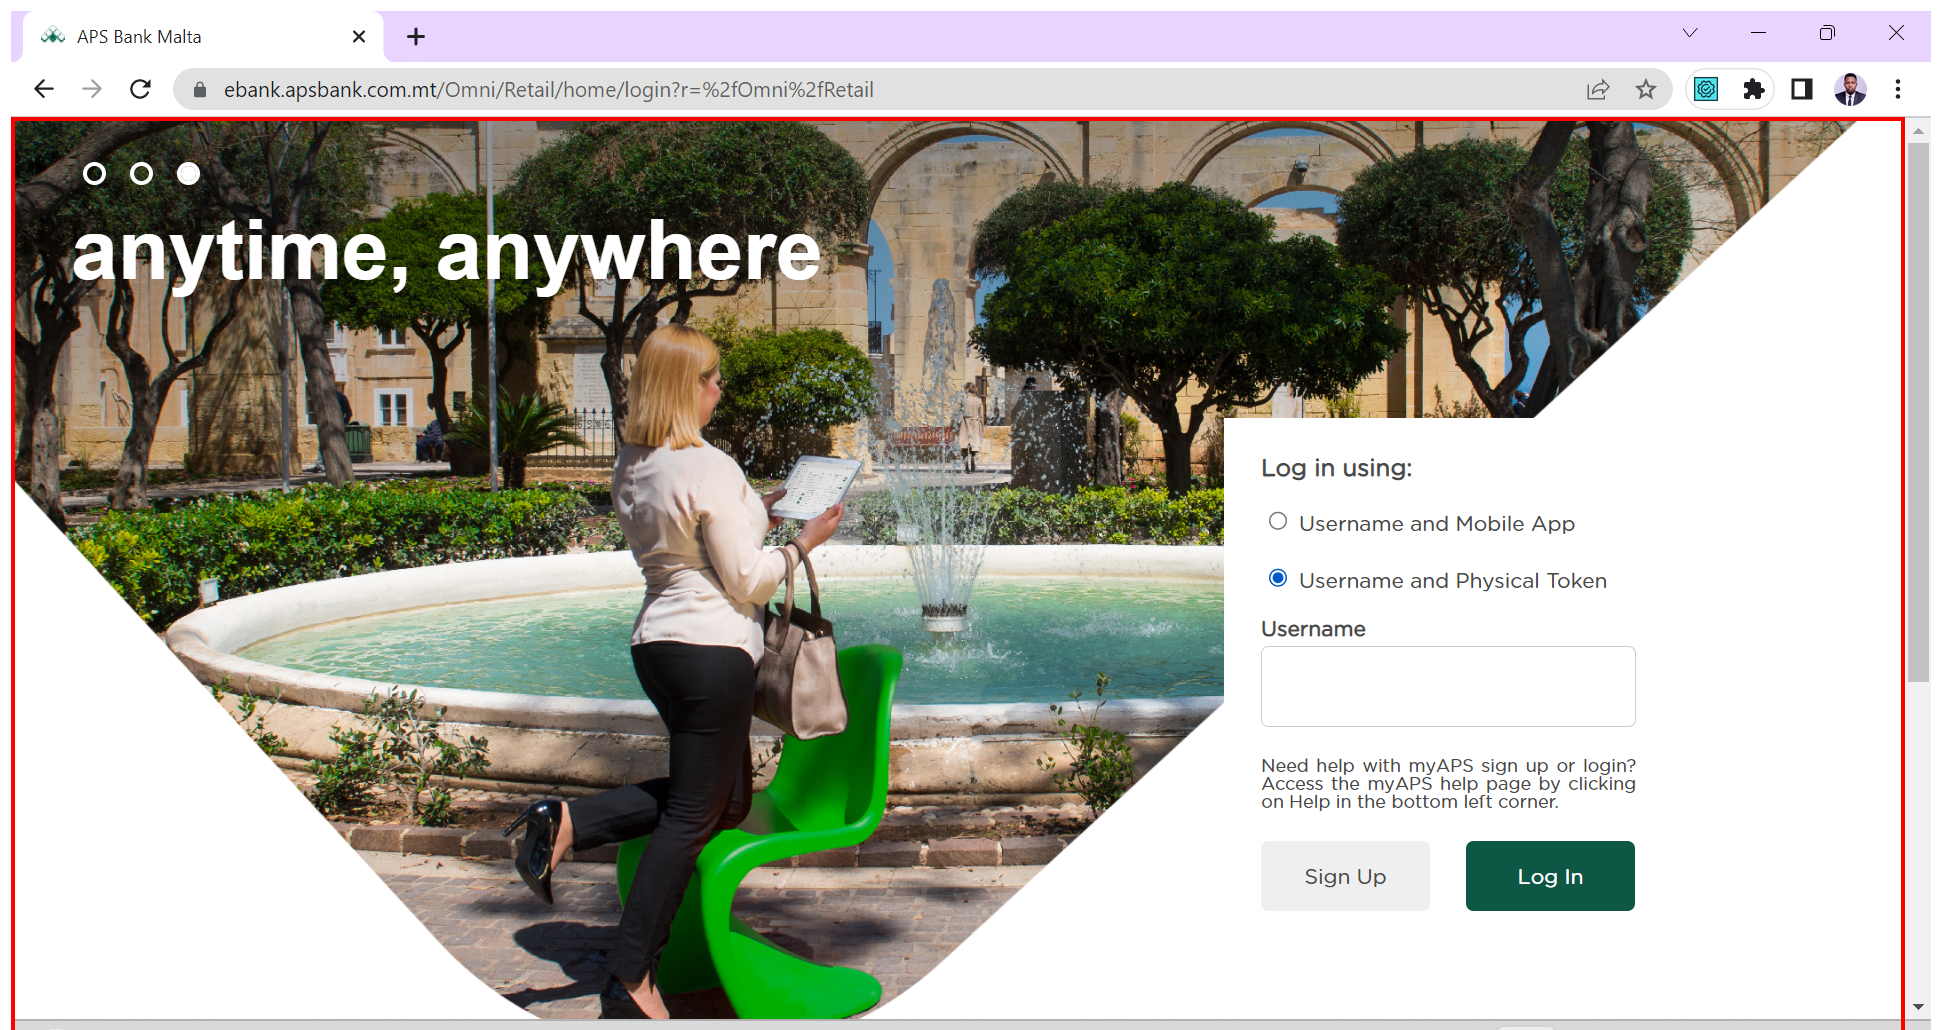 APS Bank Malta
ebank.apsbank.com.mt/Omni/Retail/home/login?r=%2fOmni%2fRetail
anytime, anywhere
Log in using:
Username and Mobile App
Username and Physical Token
Username
Need help with myAPS sign up or login?
Access the myAPS help page by clicking
on Help in the bottom left corner.
Sign Up
Log In